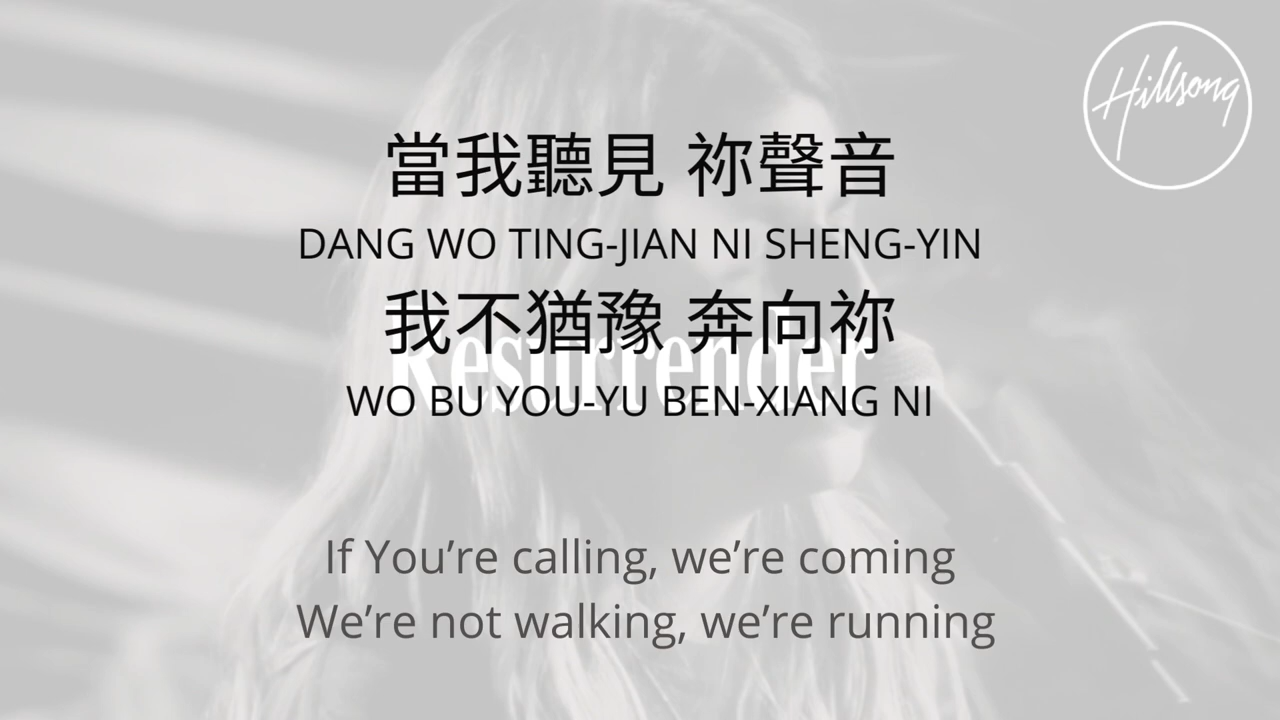 Hillsong
當我聽見 祢聲音
DANG WO TING-JIAN NI SHENG-YIN
我不猶豫 奔向祢
Resurrender
WO BU YOU-YU BEN-XIANG NI
If You’re calling, we’re coming
We’re not walking, we’re running